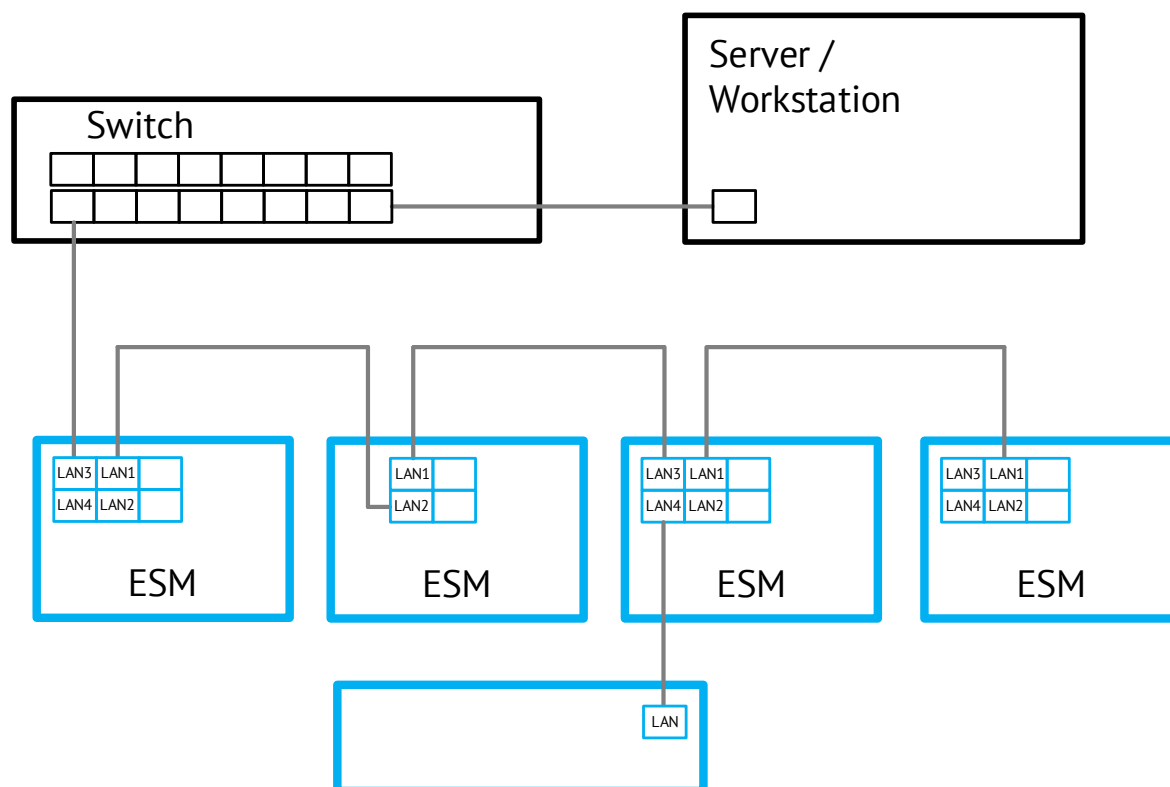 Server /
Workstation
Switch
LAN3 LAN1
LAN4 LAN2
ESM
LAN1
LAN2
ESM
LAN3 LAN1
LAN4 LAN2
ESM
LAN3 LAN1
LAN4 LAN2
ESM
LAN